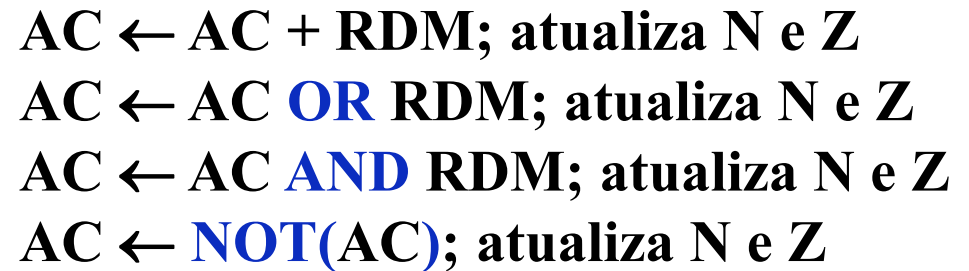 AC ← AC + RDM; atualiza N e Z
AC ← AC OR RDM; atualiza N e Z
AC ← AC AND RDM; atualiza N e Z
AC ← NOT(AC); atualiza N e Z